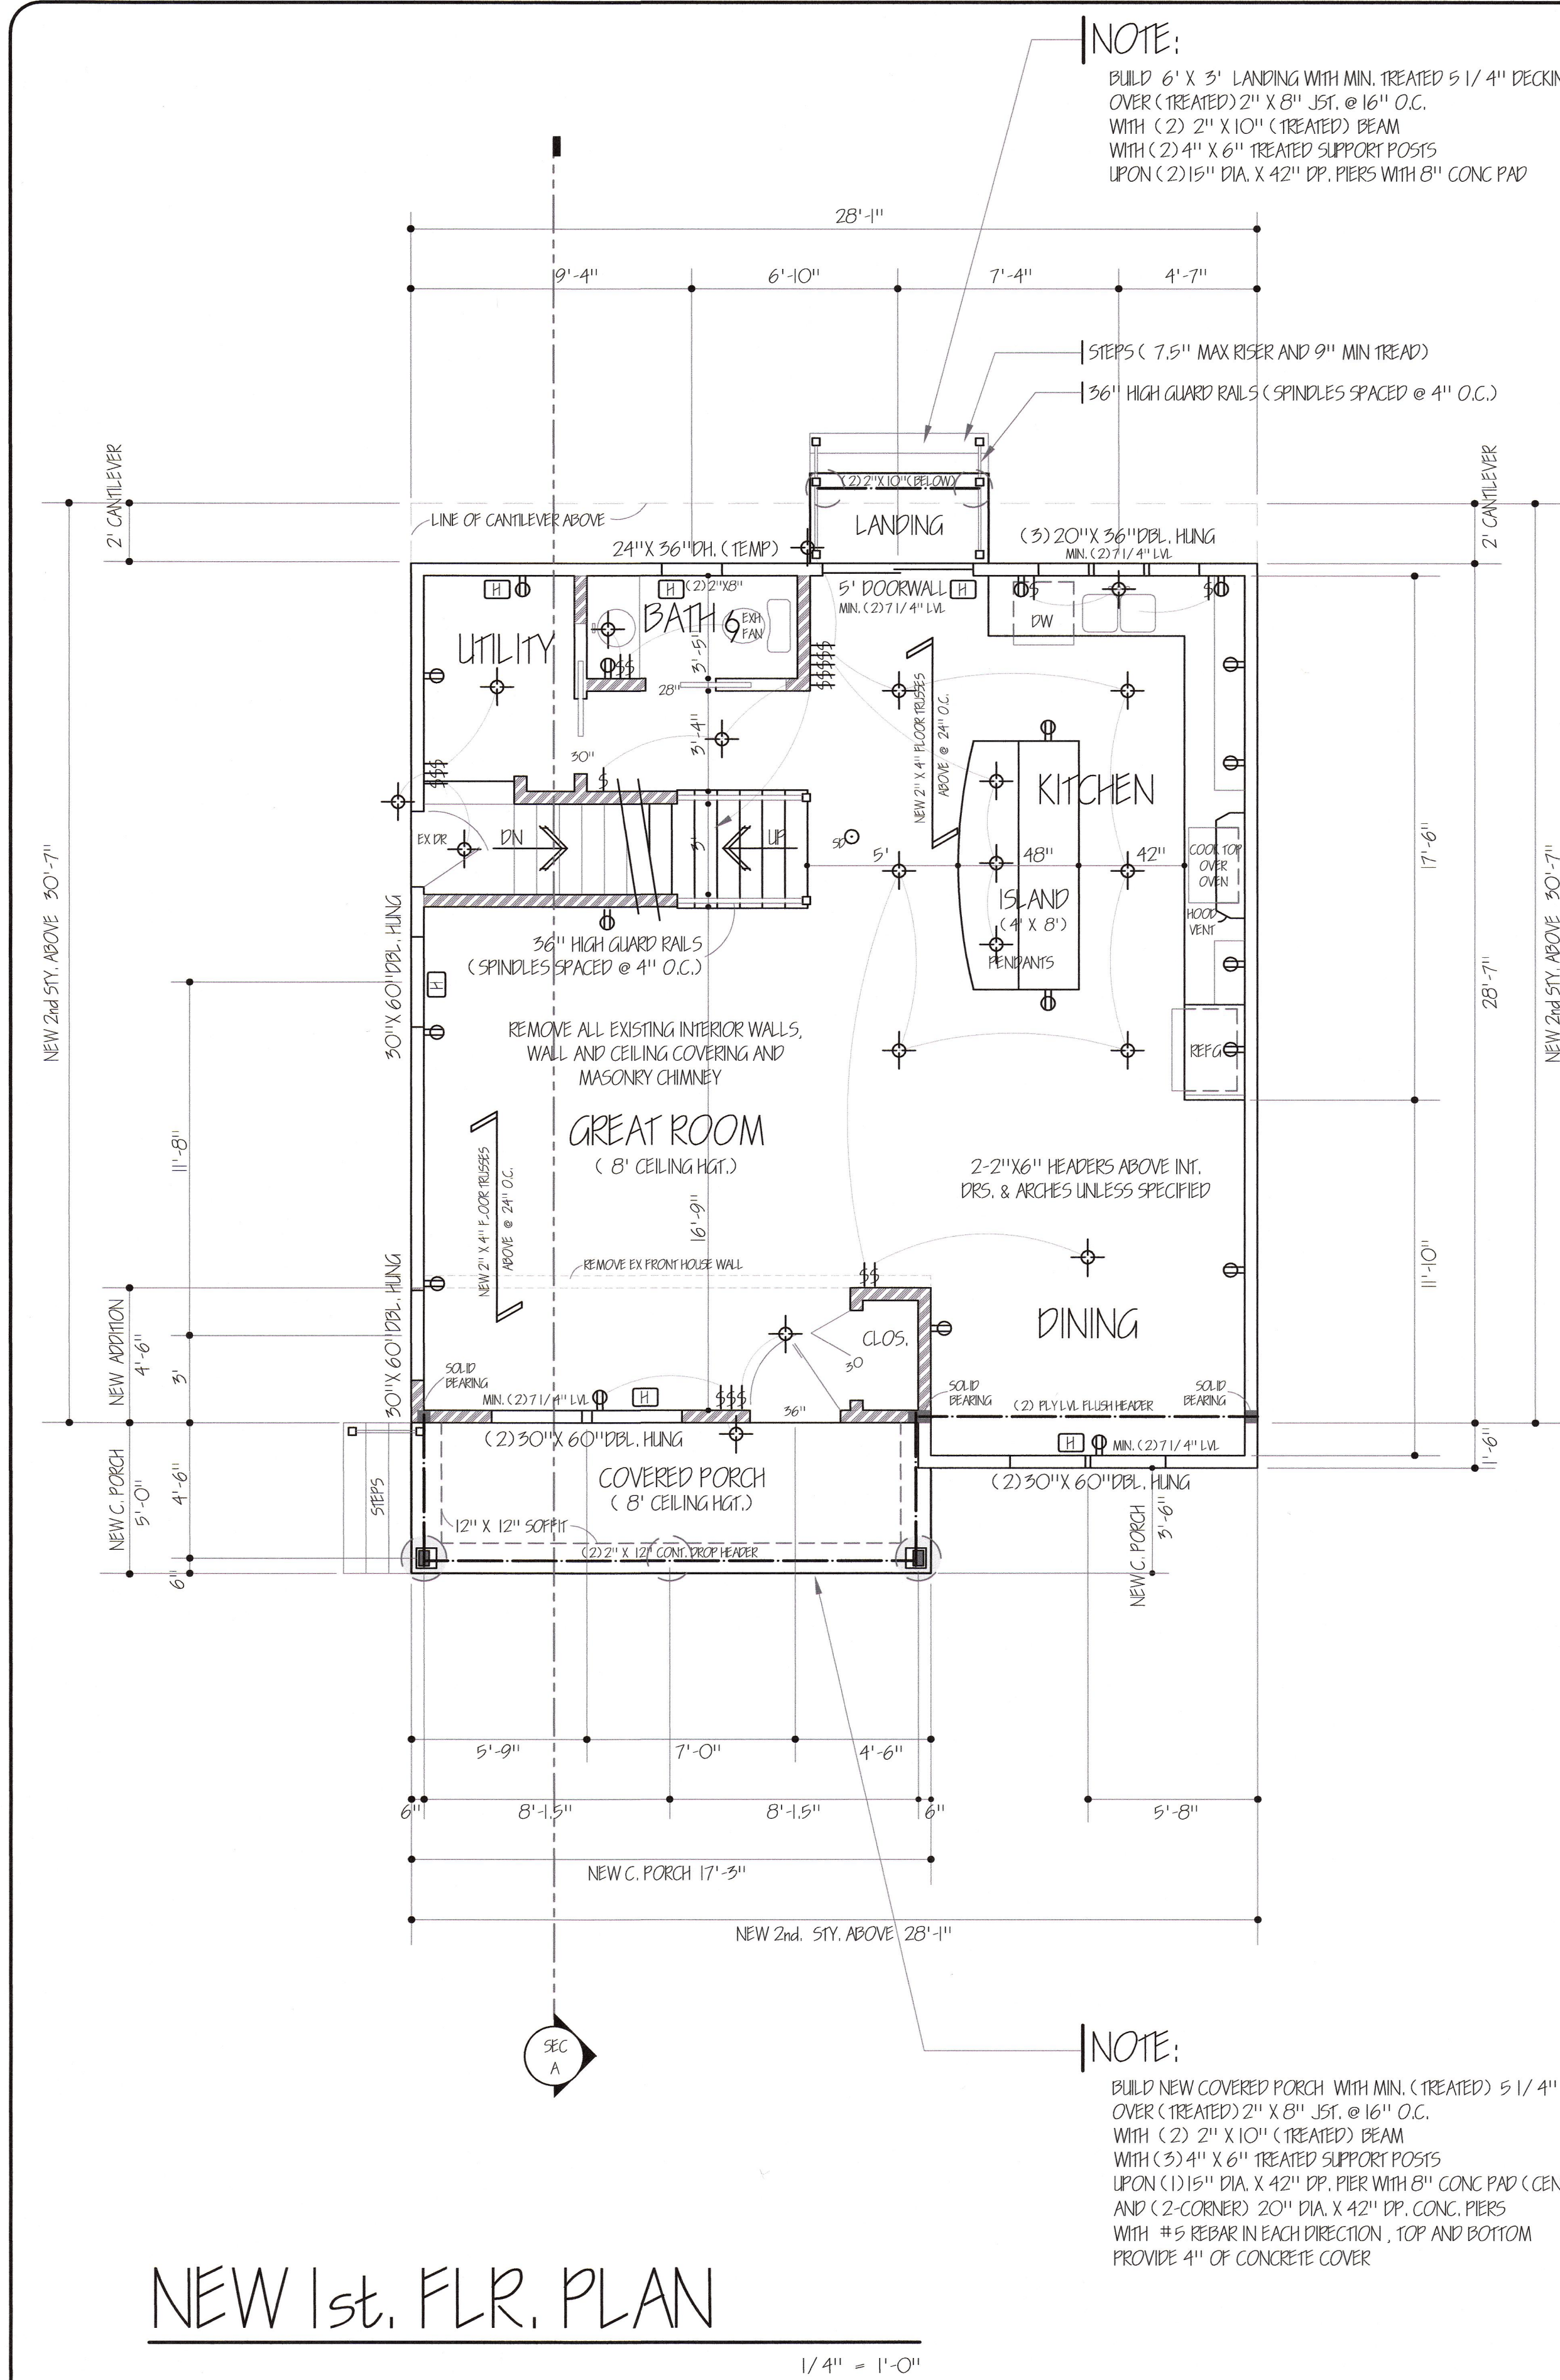 NOTE:
BUILD 6' X 3' LANDING WITH MIN. TREATED 5 1/4" DECKIN
OVER (TREATED) 2" X 8" JST. @ 16" O.C.
WITH (2) 2" X 10" (TREATED) BEAM
WITH (2) 4" X 6" TREATED SUPPORT POSTS
UPON (2) 15" DIA. X 42" DP. PIERS WITH 8" CONC PAD
28'-1"
9'-4"
6'-10"
7'-4"
4'-7"
STEPS ( 7.5" MAX RISER AND 9" MIN TREAD)
36" HIGH GUARD RAILS (SPINDLES SPACED @ 4" O.C.)
2' CANTILEVER
2' CANTILEVER
(2) 2"X 10" (BELOW)
LINE OF CANTILEVER ABOVE
LANDING
24"X 36"DH. (TEMP)
(3) 20"X 36"DBL. HUNG
MIN. (2) 7 1/4" LVL
H
H
(2) 2"X8"
5' DOORWALL
H
MIN. (2) 7 1/4" LVL
$
$
DW
BATH
EXH
FAN
UTILITY
3'-5"
$$
28"
$$$$
NEW 2" X 4" FLOOR TRUSSES
ABOVE @ 24" O.C.
3'-4"
30"
$
$$$
KITCHEN
EX DR
DN
3'
UP
SD
5'
48"
42"
COOK TOP
OVER
OVEN
HOOD
VENT
ISLAND
(4' X 8')
PENDANTS
17'-6"
NEW 2nd STY. ABOVE 30'-7"
NEW 2nd STY. ABOVE 30'-7"
28'-7"
30"X 60"DBL. HUNG
H
36" HIGH GUARD RAILS
(SPINDLES SPACED @ 4" O.C.)
REMOVE ALL EXISTING INTERIOR WALLS,
WALL AND CEILING COVERING AND
MASONRY CHIMNEY
REFG
GREAT ROOM
( 8' CEILING HGT.)
11'-8"
NEW 2" X 4" FLOOR TRUSSES
ABOVE @ 24" O.C.
16'-9"
2-2"X6" HEADERS ABOVE INT.
DRS. & ARCHES UNLESS SPECIFIED
REMOVE EX FRONT HOUSE WALL
$$
11'-10"
DINING
CLOS.
30
NEW ADDITION
4'-6"
3'
30"X 60"DBL. HUNG
SOLID
BEARING
MIN. (2) 7 1/4" LVL
H
$$$
36"
SOLID
BEARING
SOLID
BEARING
(2) PLY LVL FLUSH HEADER
(2) 30"X 60"DBL. HUNG
H
MIN. (2) 7 1/4" LVL
1'-6"
(2) 30"X 60"DBL. HUNG
COVERED PORCH
( 8' CEILING HGT.)
NEW C. PORCH
5'-0"
4'-6"
6"
STEPS
12" X 12" SOFFIT
(2) 2" X 12" CONT. DROP HEADER
NEW C. PORCH
3'-6"
5'-9"
7'-0"
4'-6"
6"
8'-1.5"
8'-1.5"
6"
5'-8"
NEW C. PORCH 17'-3"
NEW 2nd. STY. ABOVE 28'-1"
SEC
A
NOTE:
BUILD NEW COVERED PORCH WITH MIN. (TREATED) 5 1/4"
OVER (TREATED) 2" X 8" JST. @ 16" O.C.
WITH (2) 2" X 10" (TREATED) BEAM
WITH (3) 4" X 6" TREATED SUPPORT POSTS
UPON (1) 15" DIA. X 42" DP. PIER WITH 8" CONC PAD (CEN
AND (2-CORNER) 20" DIA. X 42" DP. CONC. PIERS
WITH #5 REBAR IN EACH DIRECTION , TOP AND BOTTOM
PROVIDE 4" OF CONCRETE COVER
NEW 1st. FLR. PLAN
1/4" = 1'-0"